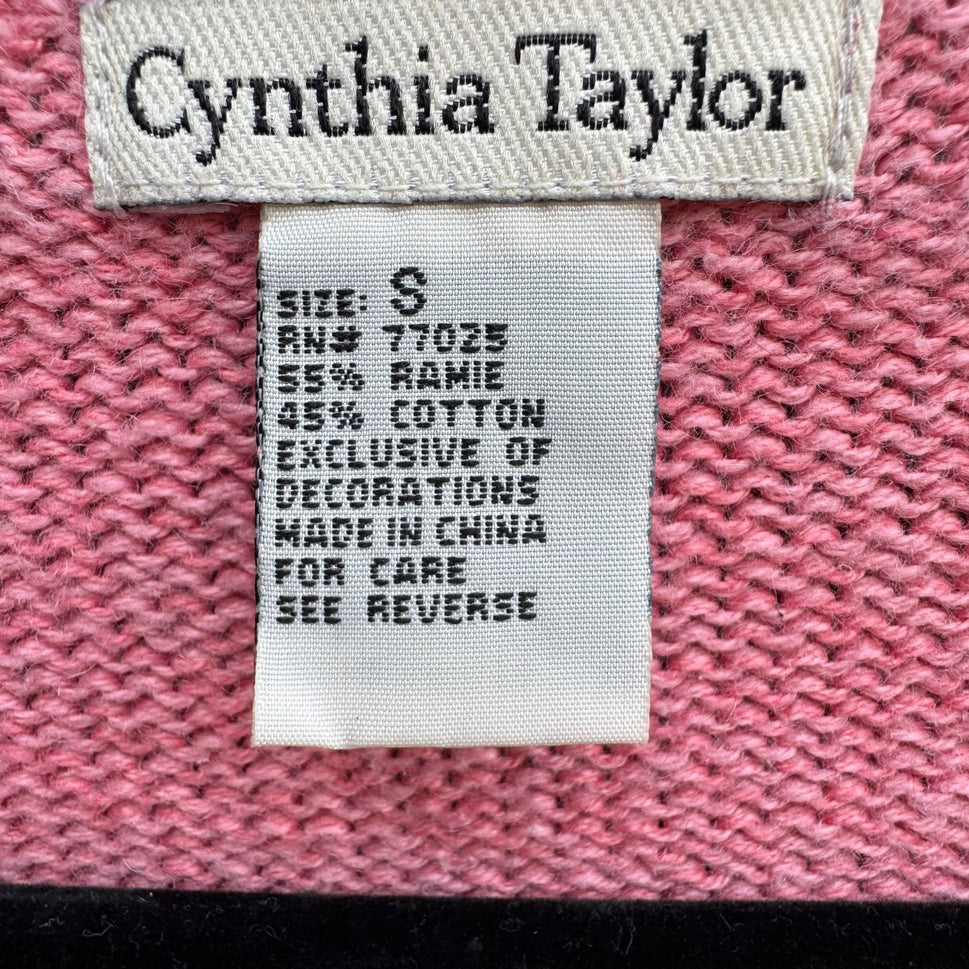 Cynthia Taylor
SIZE: S
RN# 77025
55% RAMIE
45% COTTON
EXCLUSIVE OF
DECORATIONS
MADE IN CHINA
FOR CARE
SEE REVERSE